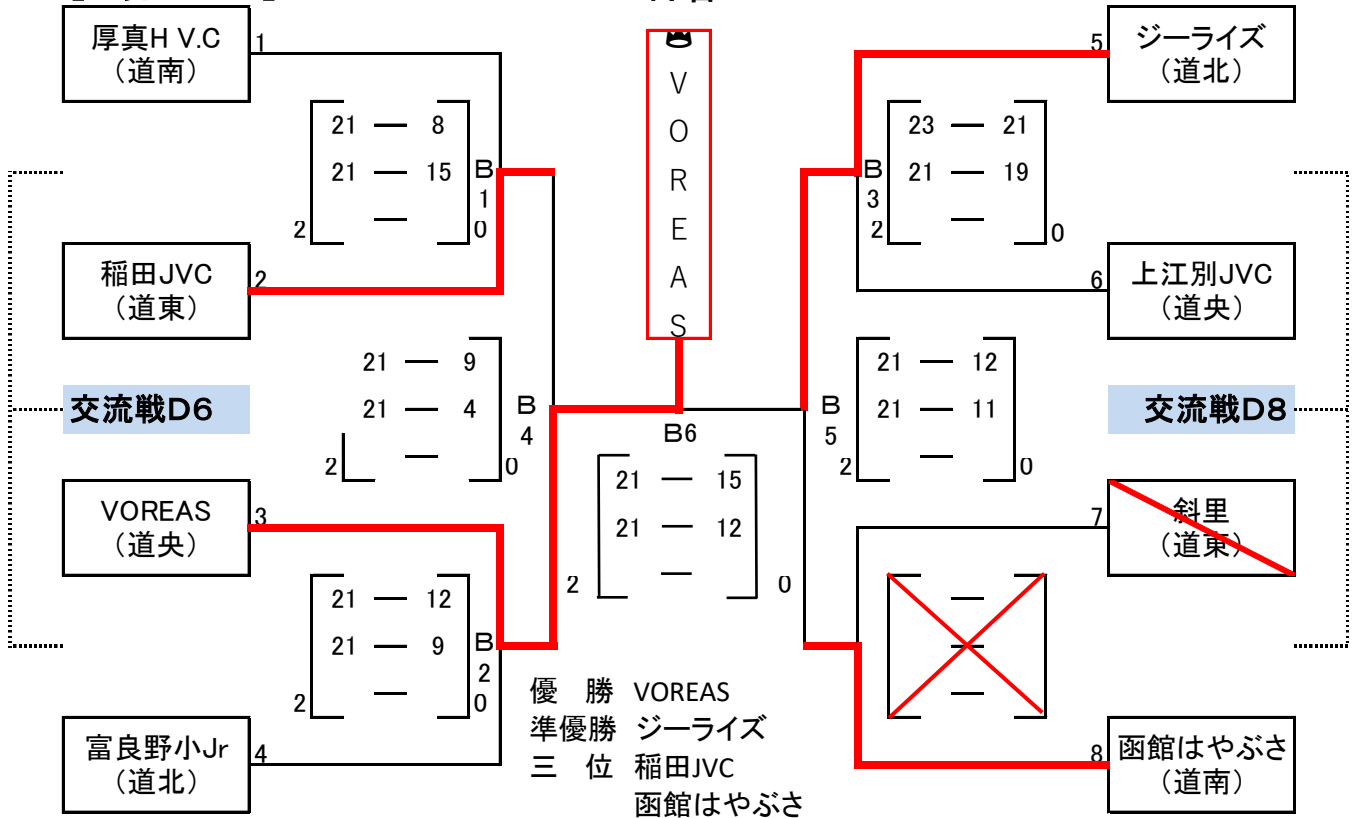 厚真H V.C
(道南)
1
21 — 8
21 — 15
—
2
0
B
1
稲田JVC
(道東)
2
21 — 9
21 — 4
—
2
0
B
4
交流戦D6
VOREAS
(道央)
3
21 — 12
21 — 9
—
2
0
B
2
富良野小Jr
(道北)
4
V
O
R
E
A
S
B6
21 — 15
21 — 12
—
2
0
優 勝 VOREAS
準優勝 ジーライズ
三 位 稲田JVC
函館はやぶさ
5
ジーライズ
(道北)
23 — 21
21 — 19
—
B
3
2
0
6
上江別JVC
(道央)
21 — 12
21 — 11
—
B
5
2
0
交流戦D8
7
斜里
(道東)
—
—
—
8
函館はやぶさ
(道南)